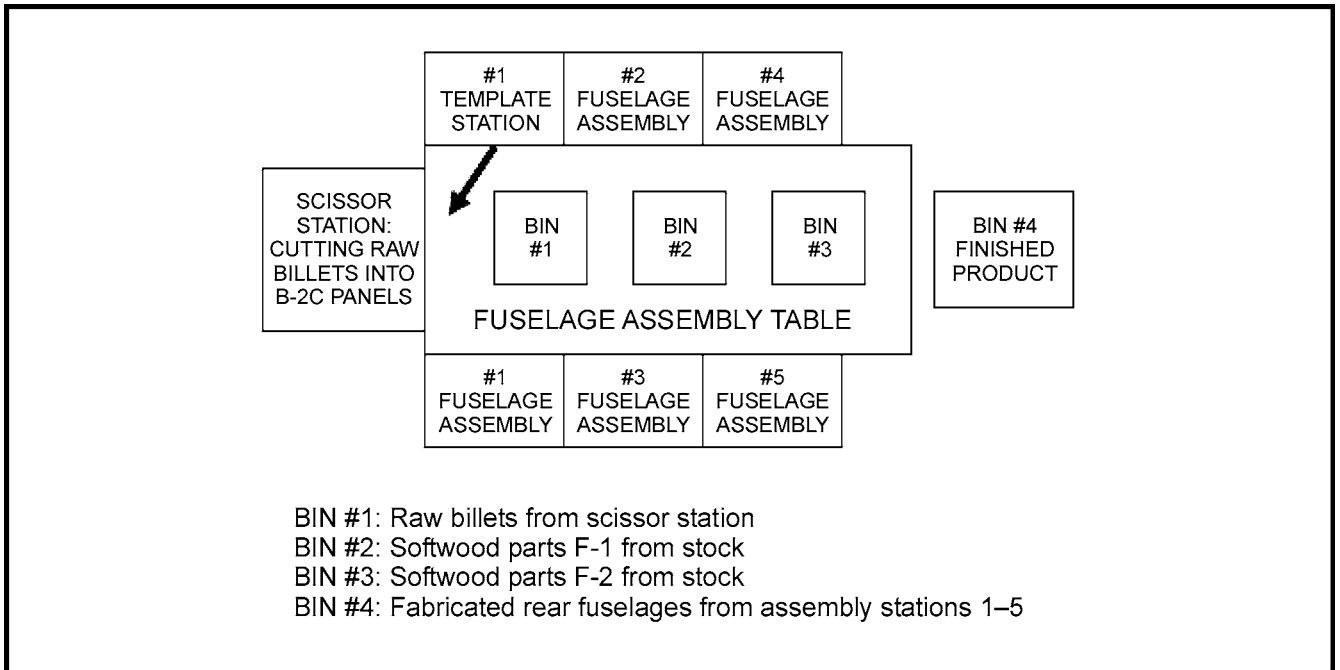 #1
TEMPLATE
STATION
#2
FUSELAGE
ASSEMBLY
#4
FUSELAGE
ASSEMBLY
SCISSOR
STATION:
CUTTING RAW
BILLETS INTO
B-2C PANELS
BIN
#1
BIN
#2
BIN
#3
BIN #4
FINISHED
PRODUCT
FUSELAGE ASSEMBLY TABLE
#1
FUSELAGE
ASSEMBLY
#3
FUSELAGE
ASSEMBLY
#5
FUSELAGE
ASSEMBLY
BIN #1: Raw billets from scissor station
BIN #2: Softwood parts F-1 from stock
BIN #3: Softwood parts F-2 from stock
BIN #4: Fabricated rear fuselages from assembly stations 1–5